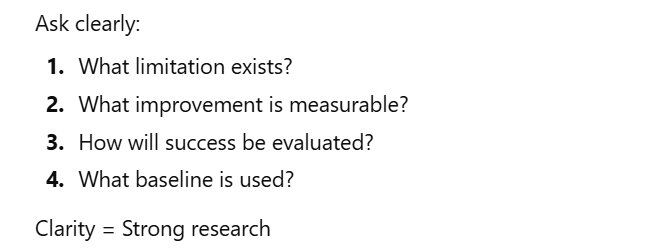 Ask clearly:
1. What limitation exists?
2. What improvement is measurable?
3. How will success be evaluated?
4. What baseline is used?
Clarity = Strong research